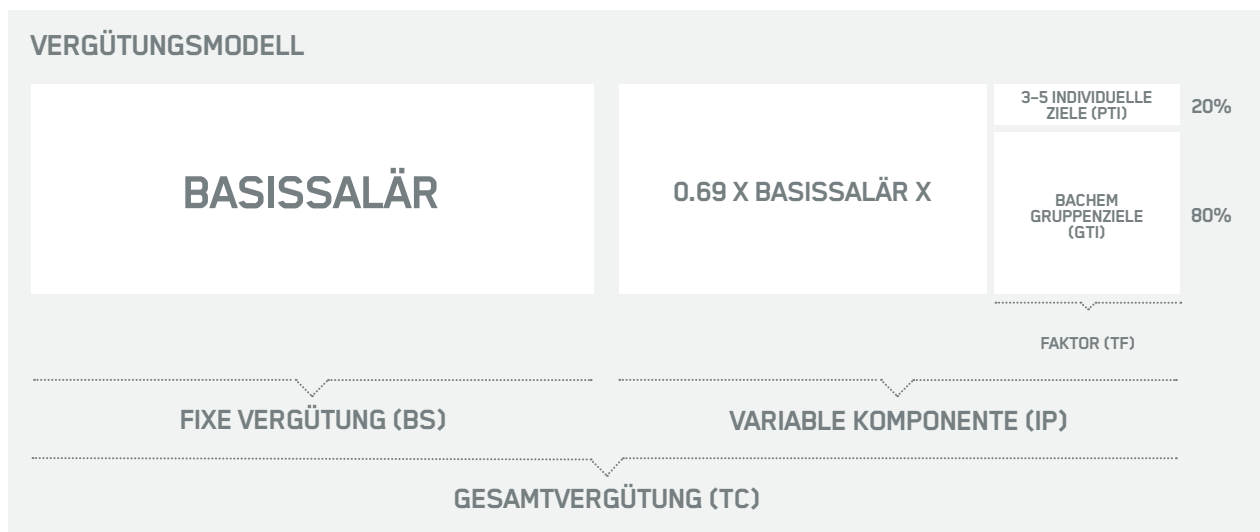 VERGÜTUNGSMODELL
BASISSALÄR
0.69 X BASISSALÄR X
3–5 INDIVIDUELLE
ZIELE (PTI)
20%
BACHEM
GRUPPENZIELE
(GTI)
80%
FAKTOR (TF)
FIXE VERGÜTUNG (BS)
VARIABLE KOMPONENTE (IP)
GESAMTVERGÜTUNG (TC)